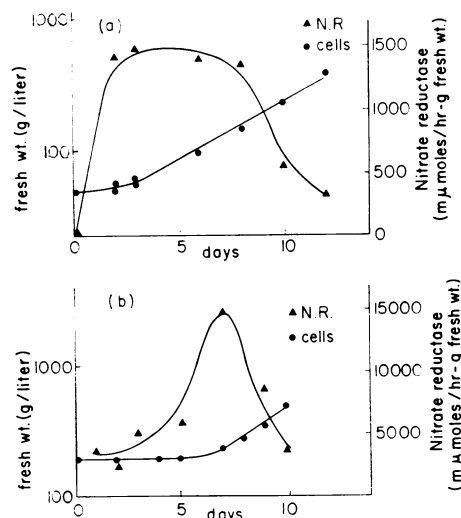 1000
(a)
▲ N.R
● cells
1500
1000
500
0
100
fresh wt. (g/liter)
Nitrate reductase
(mµmoles/hr-g fresh wt)
0
5
10
days
(b)
▲ N.R.
● cells
15000
10000
5000
1000
100
fresh wt. (g/liter)
Nitrate reductase
(mµmoles/hr-g fresh wt.)
0
5
10
days